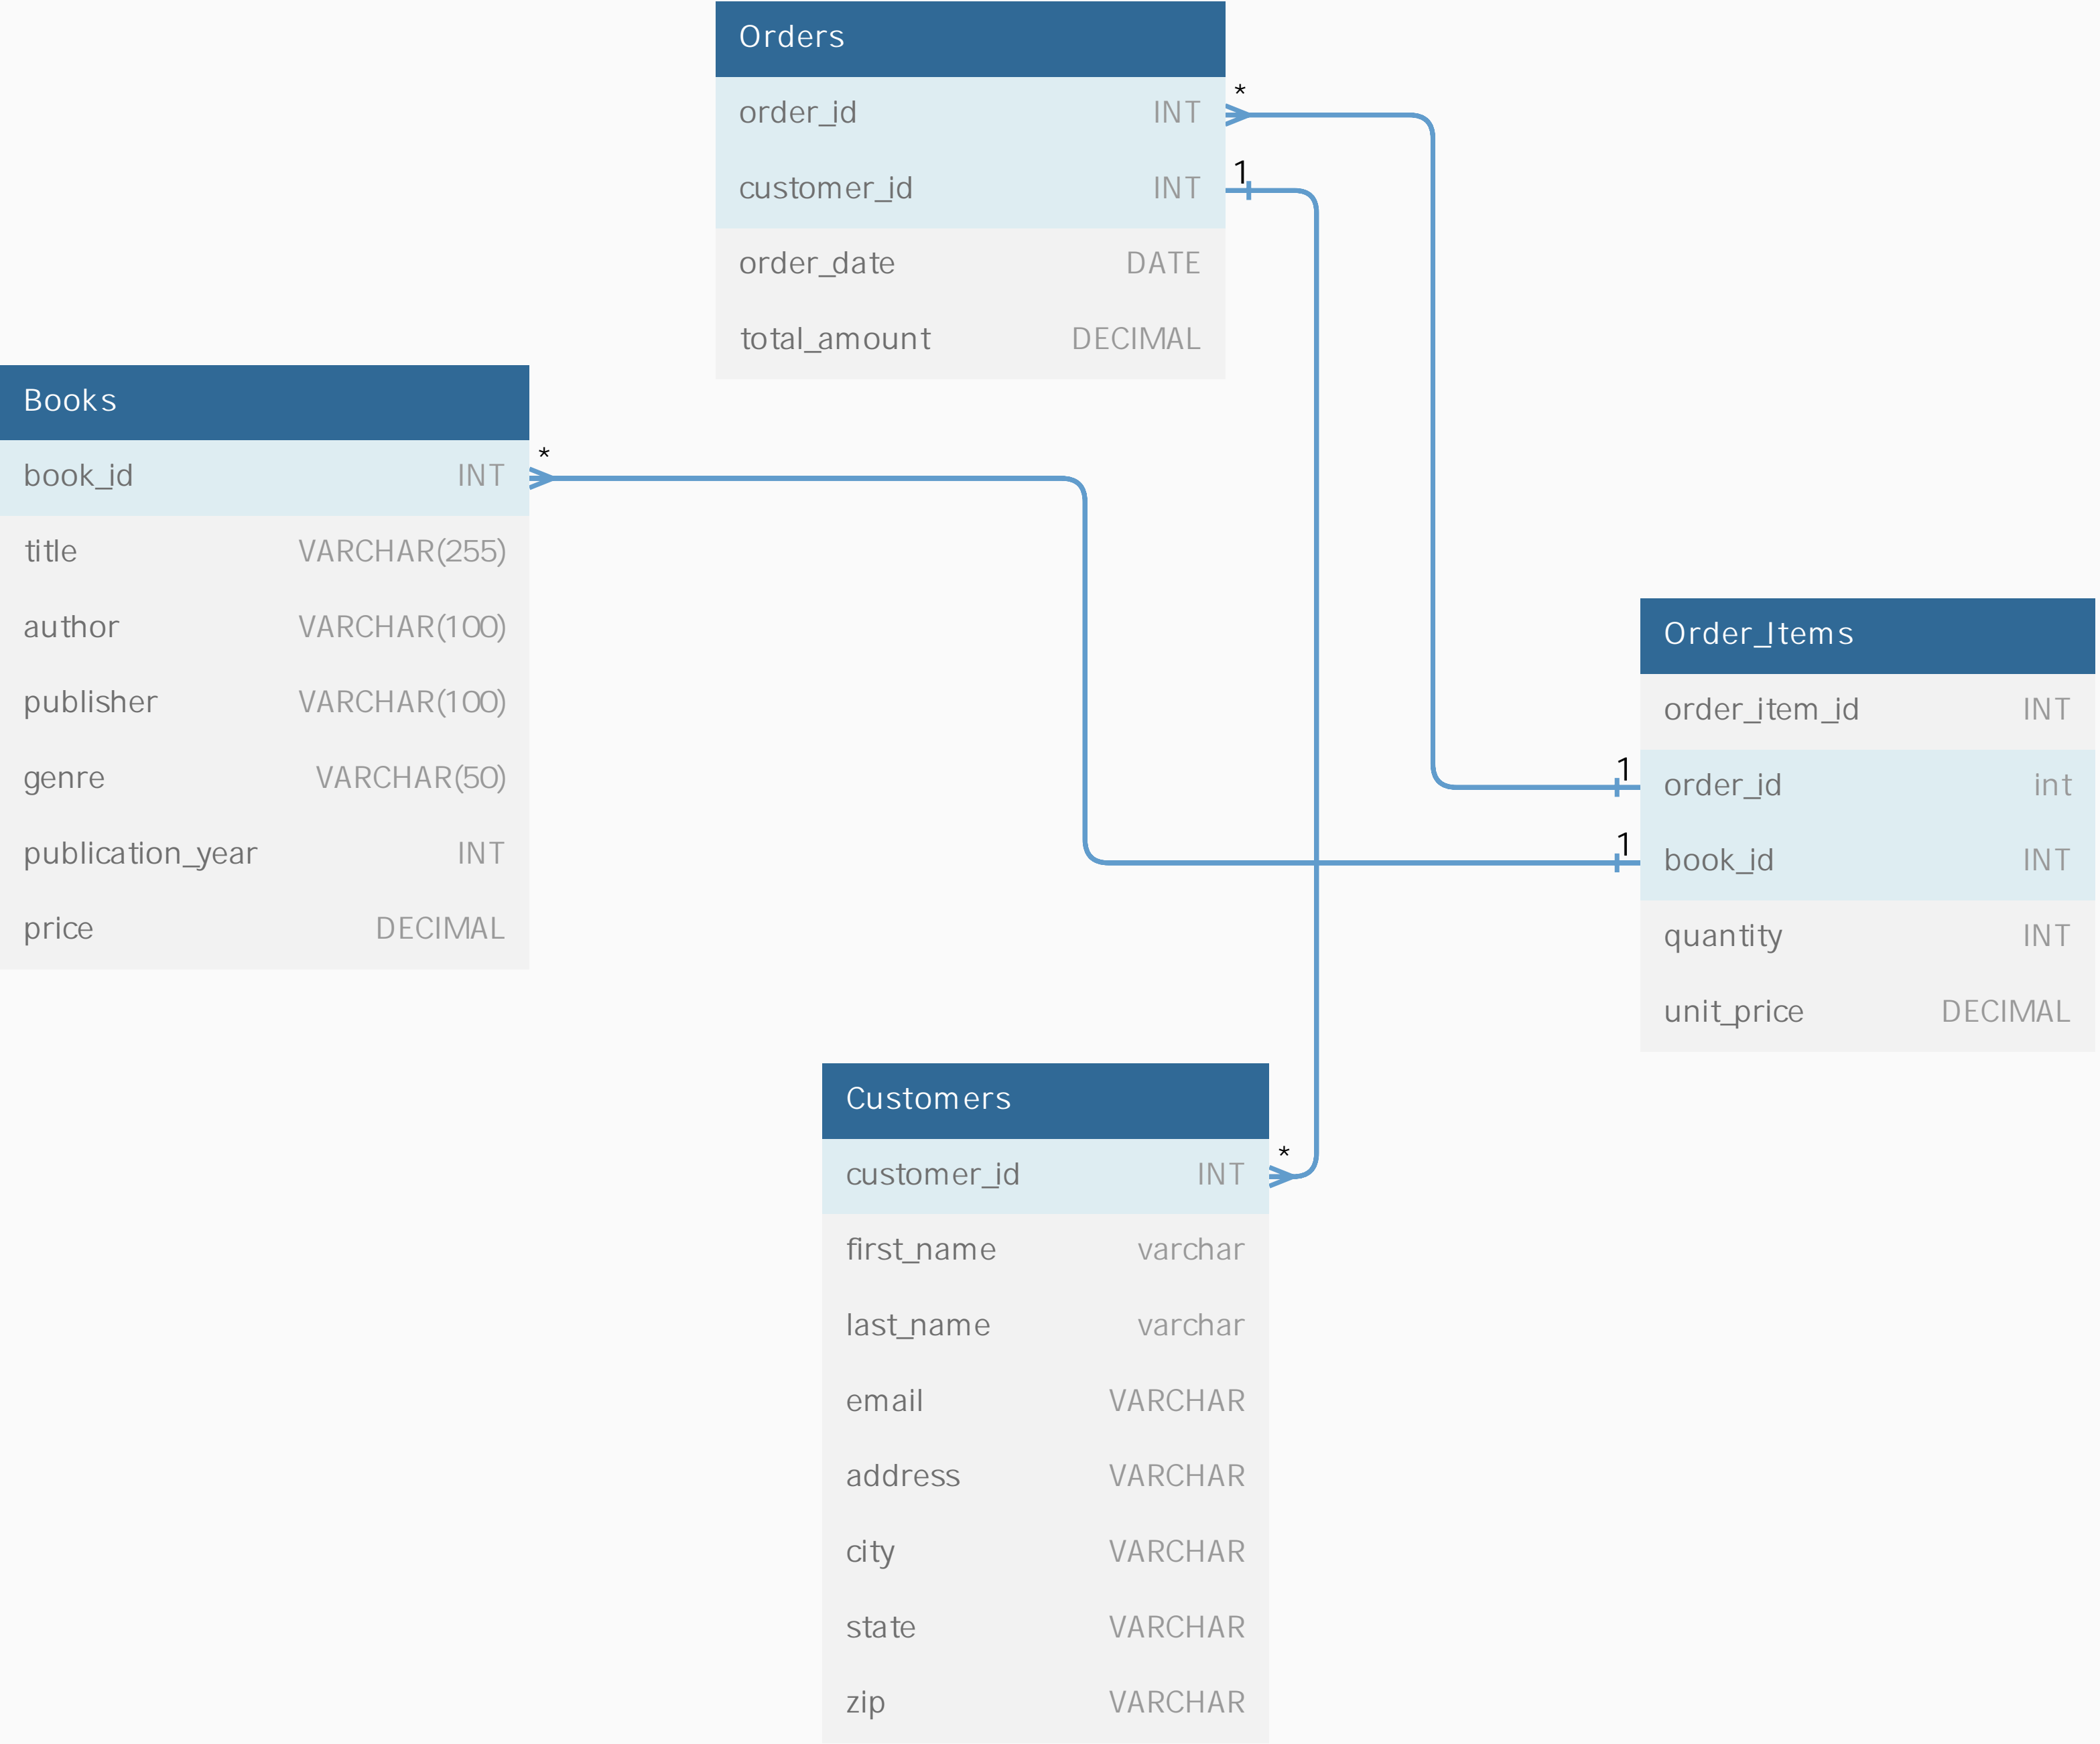 Orders
order_id INT
*
customer_id INT
1
order_date DATE
total_amount DECIMAL
Books
book_id INT
*
title VARCHAR(255)
author VARCHAR(100)
publisher VARCHAR(100)
genre VARCHAR(50)
publication_year INT
price DECIMAL
Order_Items
order_item_id INT
1
order_id int
1
book_id INT
quantity INT
unit_price DECIMAL
Customers
customer_id INT
*
first_name varchar
last_name varchar
email VARCHAR
address VARCHAR
city VARCHAR
state VARCHAR
zip VARCHAR